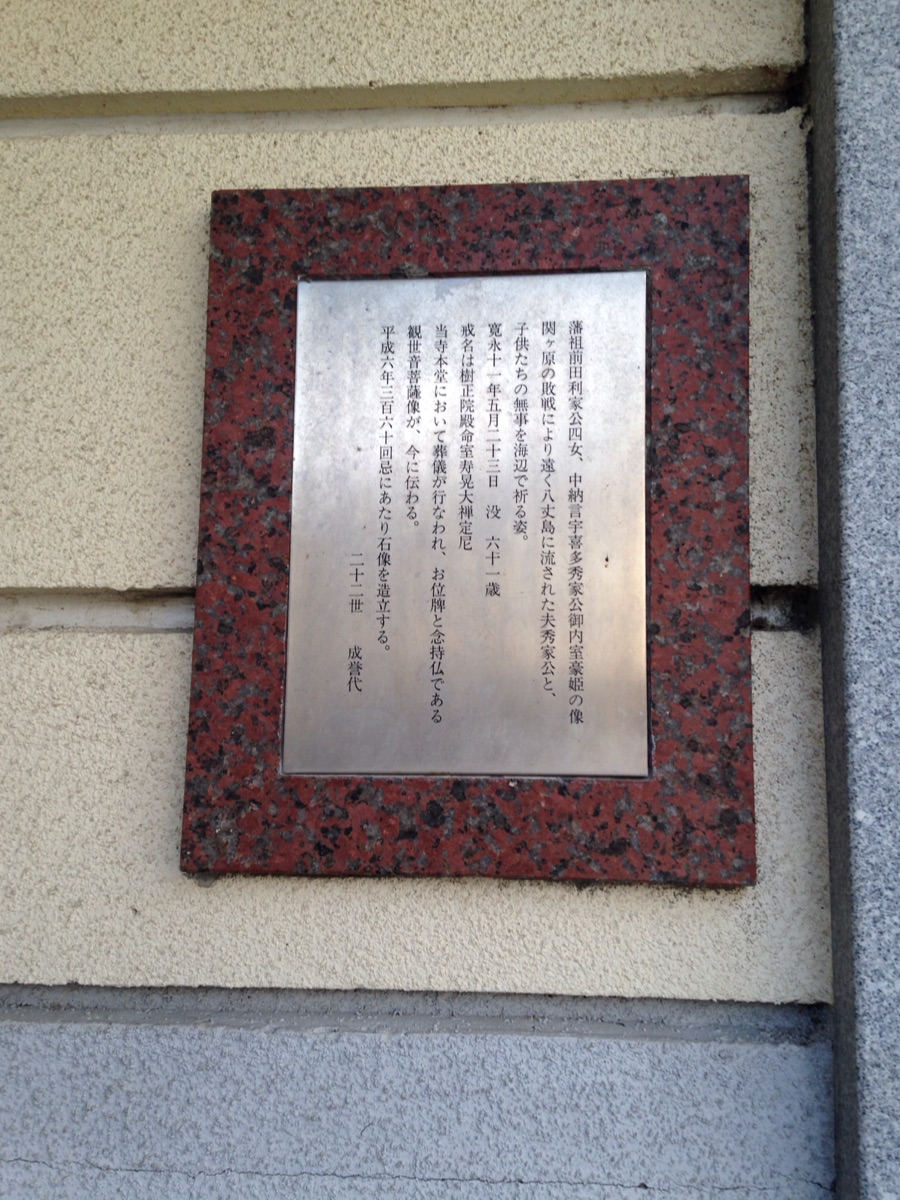 藩祖前田利家公四女、中納言宇喜多秀家公御内室豪姫の像
関ヶ原の敗戦により遠く八丈島に流された夫秀家公と、
子供たちの無事を海辺で祈る姿。
寛永十一年五月二十三日　没　六十一歳
戒名は樹正院殿命室寿晃大禅定尼
当寺本堂において葬儀が行なわれ、お位牌と念持仏である
観世音菩薩像が、今に伝わる。
平成六年三百六十回忌にあたり石像を造立する。
二十二世　成誉代